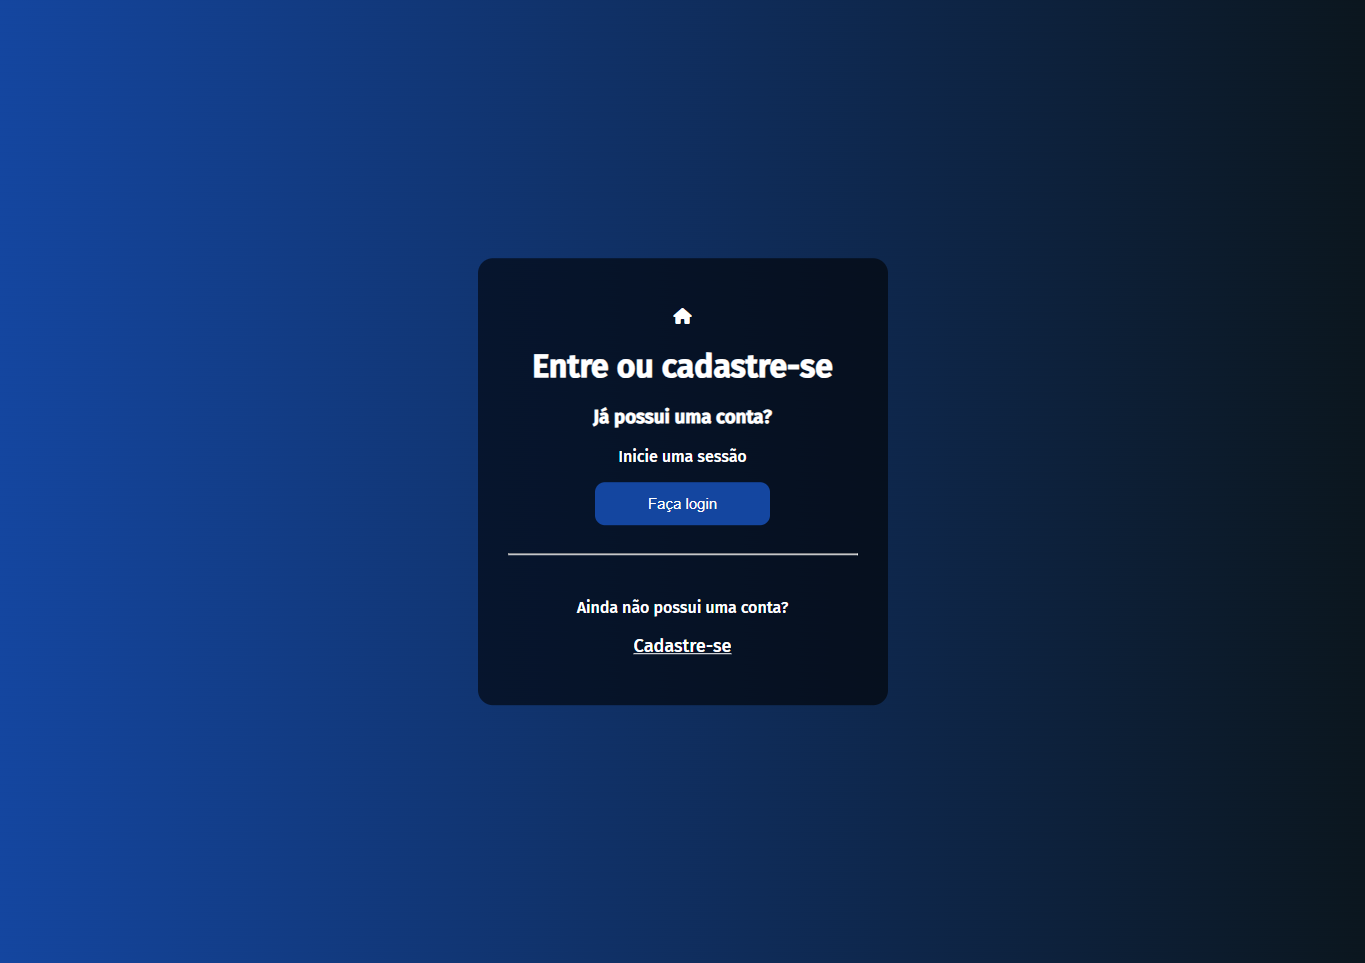 Entre ou cadastre-se
Já possui uma conta?
Inicie uma sessão
Faça login
Ainda não possui uma conta?
Cadastre-se